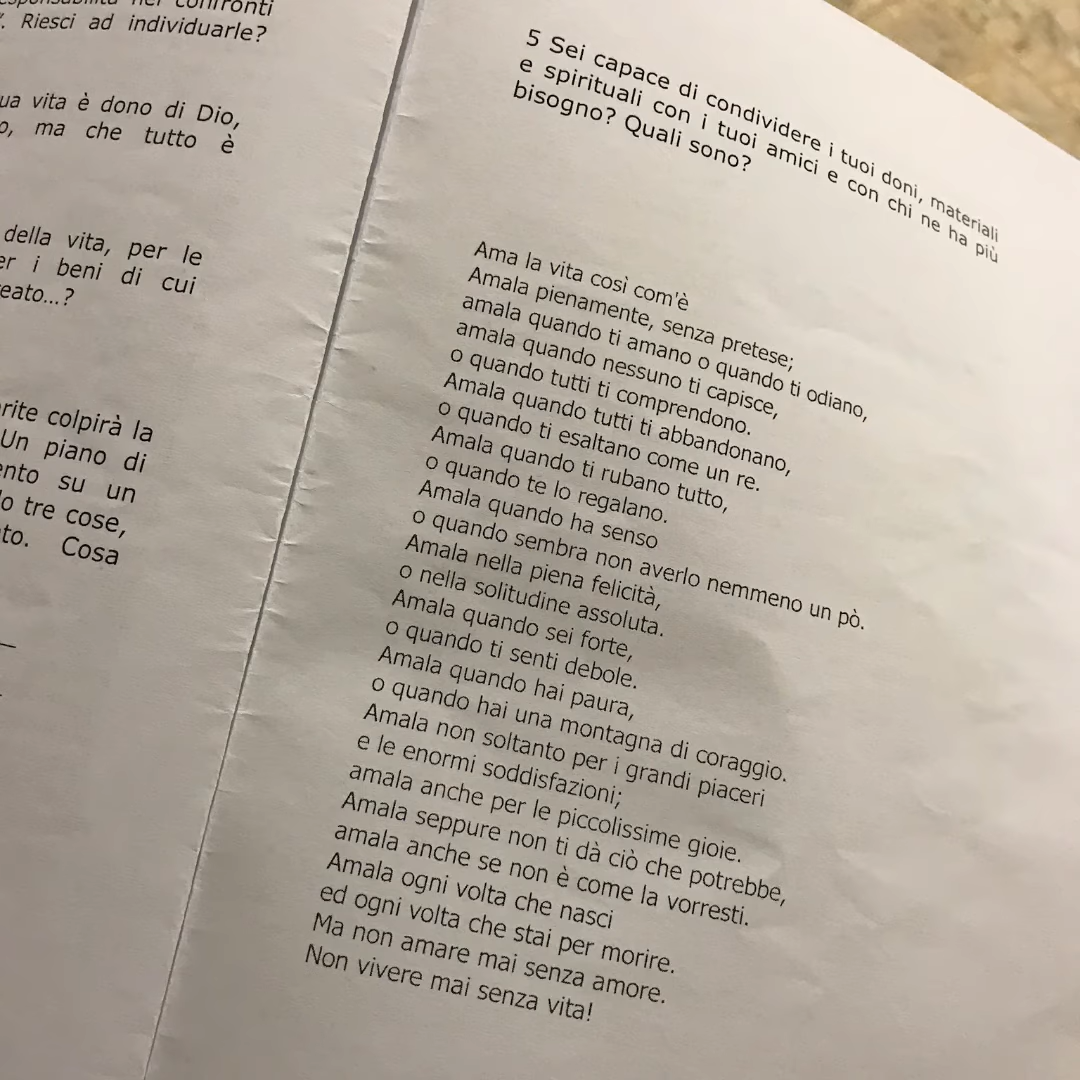 nei confronti
Riesci ad individuarle?
vita è dono di Dio,
ma che tutto è
della vita, per le
i beni di cui
colpirà la
Un piano di
su un
tre cose,
Cosa
5 Sei capace di condividere i tuoi doni, materiali
e spirituali con i tuoi amici e con chi ne ha più
bisogno? Quali sono?
Ama la vita così com'è
Amala pienamente, senza pretese;
amala quando ti amano o quando ti odiano,
amala quando nessuno ti capisce,
o quando tutti ti comprendono.
Amala quando tutti ti abbandonano,
o quando ti esaltano come un re.
Amala quando ti rubano tutto,
o quando te lo regalano.
Amala quando ha senso
o quando sembra non averlo nemmeno un pò.
Amala nella piena felicità,
o nella solitudine assoluta.
Amala quando sei forte,
o quando ti senti debole.
Amala quando hai paura,
o quando hai una montagna di coraggio.
Amala non soltanto per i grandi piaceri
e le enormi soddisfazioni;
amala anche per le piccolissime gioie.
Amala seppure non ti dà ciò che potrebbe,
amala anche se non è come la vorresti.
Amala ogni volta che nasci
ed ogni volta che stai per morire.
Ma non amare mai senza amore.
Non vivere mai senza vita!